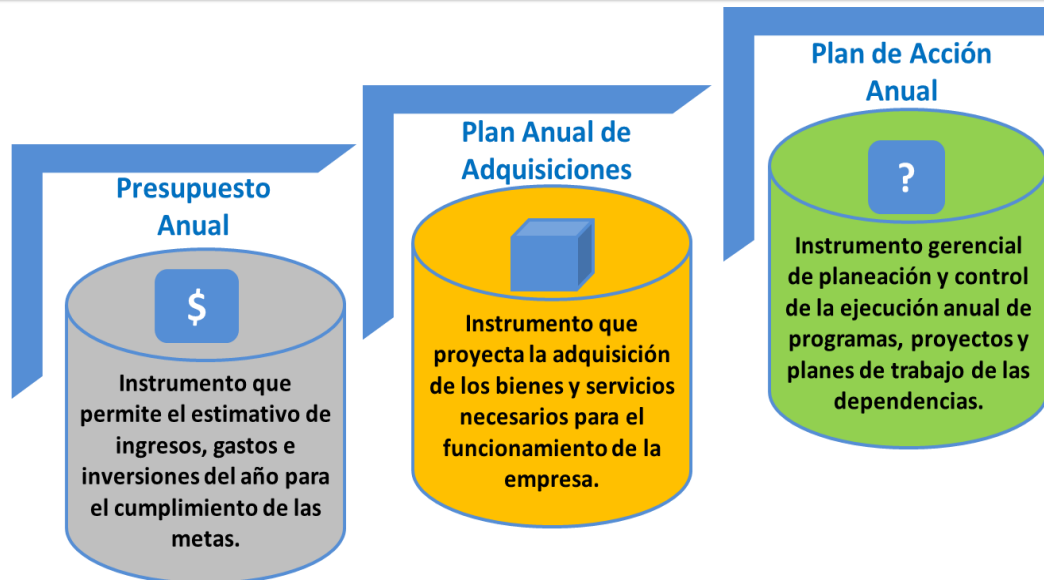 Presupuesto
Anual
$
Instrumento que
permite el estimativo de
ingresos, gastos e
inversiones del año para
el cumplimiento de las
metas.
Plan Anual de
Adquisiciones
Instrumento que
proyecta la adquisición
de los bienes y servicios
necesarios para el
funcionamiento de la
empresa.
Plan de Acción
Anual
?
Instrumento gerencial
de planeación y control
de la ejecución anual de
programas, proyectos y
planes de trabajo de las
dependencias.